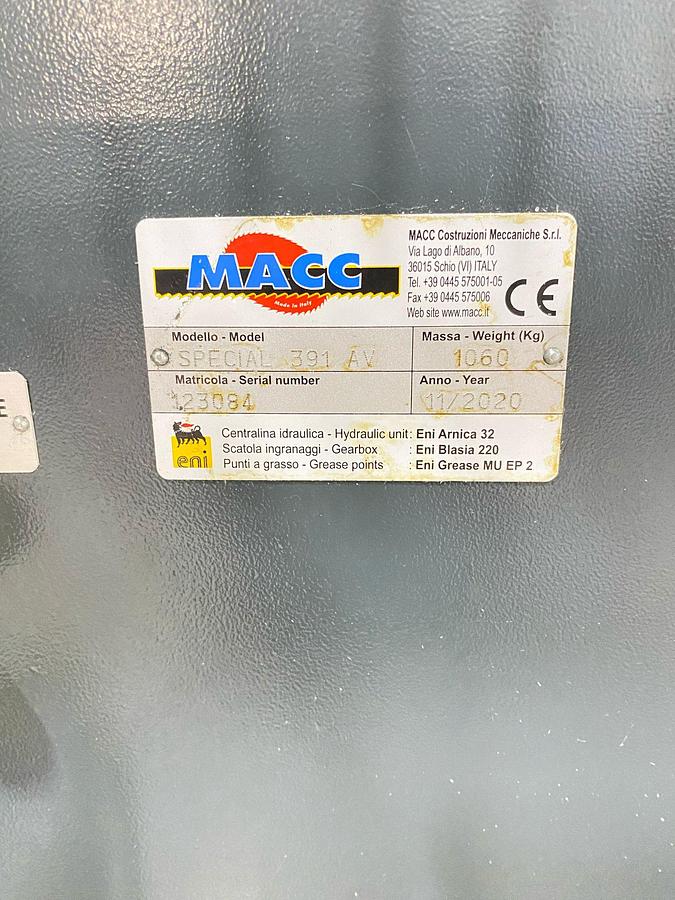 MACC
Made in Italy
MACC Costruzioni Meccaniche S.r.l.
Via Lago di Albano, 10
36015 Schio (VI) ITALY
Tel. +39 0445 575001-05
Fax +39 0445 575006
Web site www.macc.it
CE
Modello - Model
SPECIAL 391 AV
Massa - Weight (Kg)
1060
Matricola - Serial number
123084
Anno - Year
11/2020
eni
Centralina idraulica - Hydraulic unit: Eni Arnica 32
Scatola ingranaggi - Gearbox : Eni Blasia 220
Punti a grasso - Grease points : Eni Grease MU EP 2
E